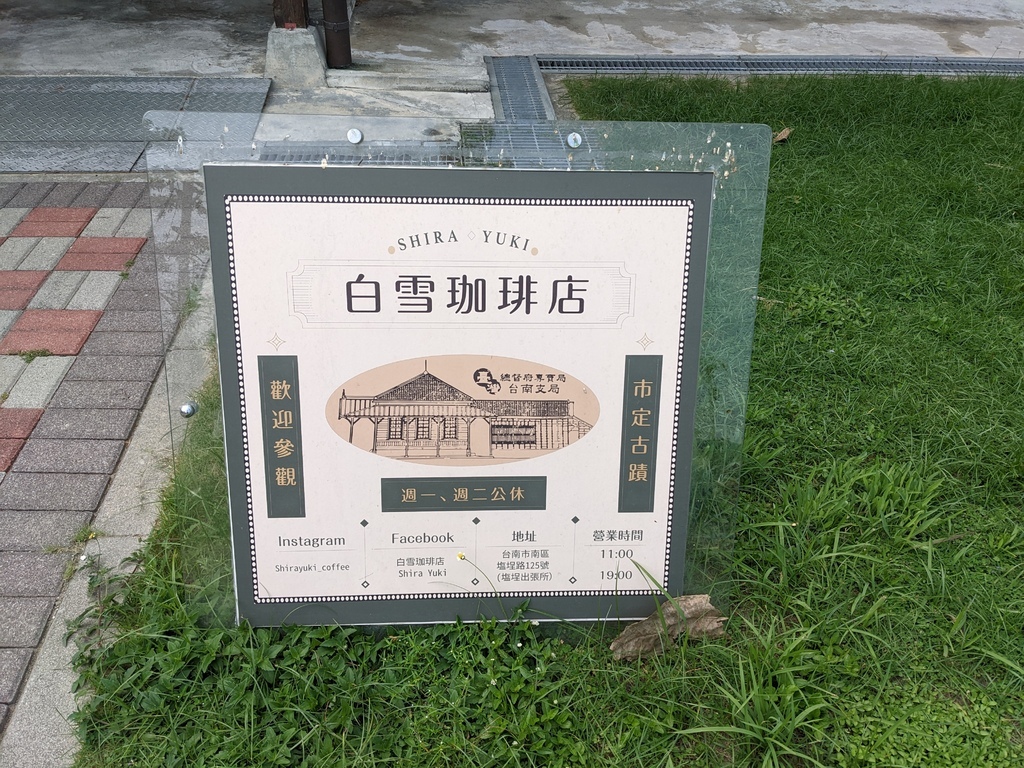 SHIRA YUKI
白雪珈琲店
歡迎參觀
總督府專賣局
台南支局
市定古蹟
週一、週二公休
Instagram
Shirayuki_coffee
Facebook
白雪珈琲店
Shira Yuki
地址
台南市南區
塩埕路125號
(塩埕出張所)
營業時間
11:00
19:00